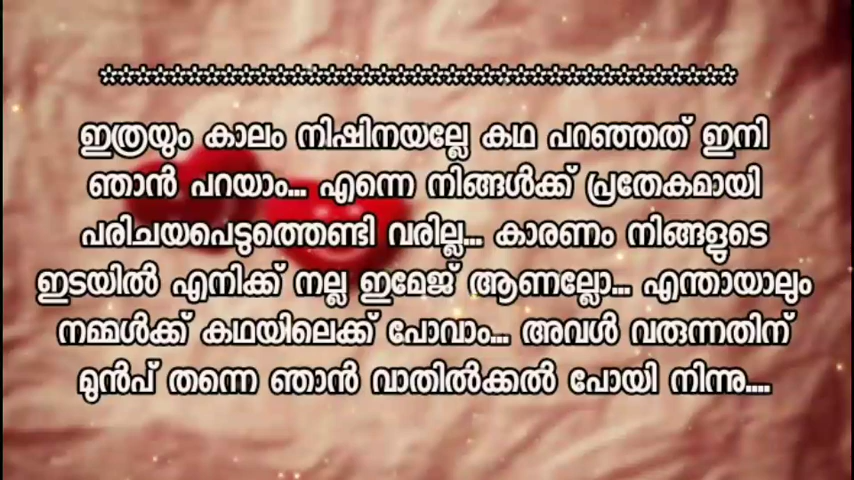 ************************************
ഇത്രയും കാലം നിഷിനയല്ലേ കഥ പറഞ്ഞത് ഇനി
ഞാൻ പറയാം... എന്നെ നിങ്ങൾക്ക് പ്രതേകമായി
പരിചയപെടുത്തെണ്ടി വരില്ല... കാരണം നിങ്ങളുടെ
ഇടയിൽ എനിക്ക് നല്ല ഇമേജ് ആണല്ലോ... എന്തായാലും
നമ്മൾക്ക് കഥയിലെക്ക് പോവാം... അവൾ വരുന്നതിന്
മുൻപ് തന്നെ ഞാൻ വാതിൽക്കൽ പോയി നിന്നു....